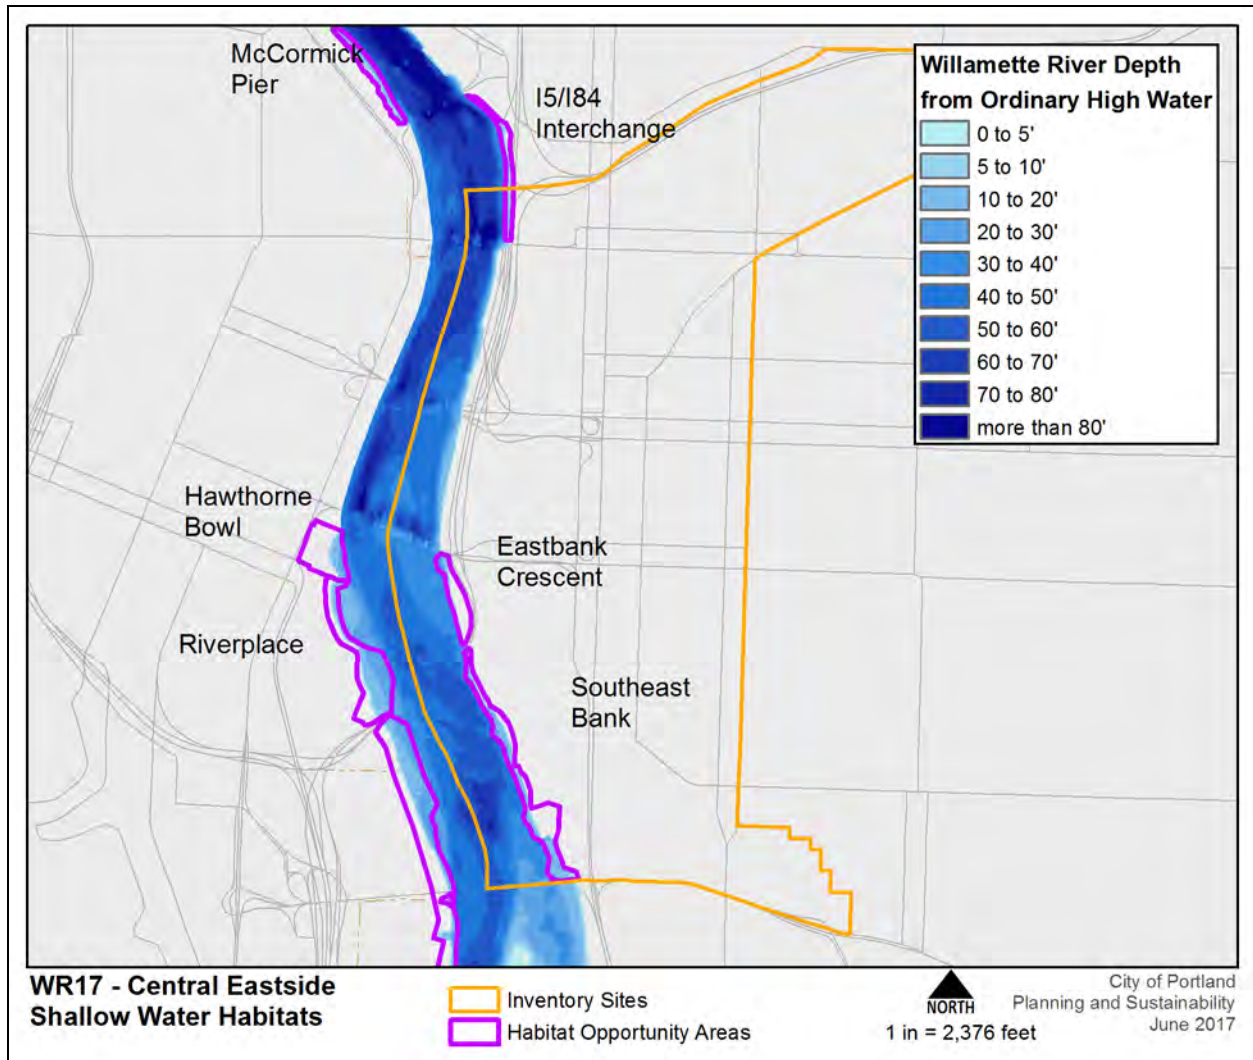 McCormick
Pier
I5/I84
Interchange
Willamette River Depth
from Ordinary High Water
0 to 5'
5 to 10'
10 to 20'
20 to 30'
30 to 40'
40 to 50'
50 to 60'
60 to 70'
70 to 80'
more than 80'
Hawthorne
Bowl
Eastbank
Crescent
Riverplace
Southeast
Bank
WR17 - Central Eastside
Shallow Water Habitats
Inventory Sites
Habitat Opportunity Areas
NORTH
1 in = 2,376 feet
City of Portland
Planning and Sustainability
June 2017